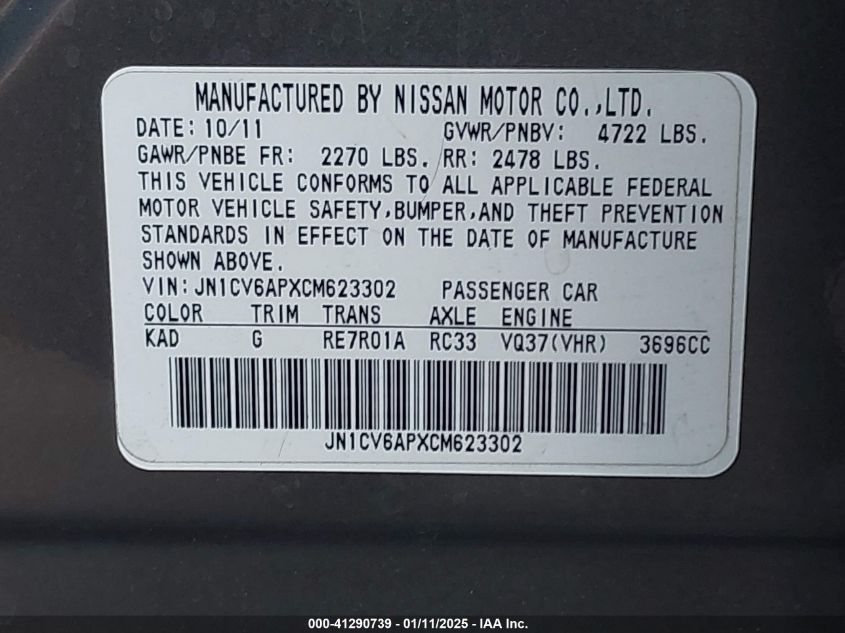 MANUFACTURED BY NISSAN MOTOR CO.,LTD.
DATE: 10/11 GVWR/PNBV: 4722 LBS.
GAWR/PNBE FR: 2270 LBS. RR: 2478 LBS.
THIS VEHICLE CONFORMS TO ALL APPLICABLE FEDERAL
MOTOR VEHICLE SAFETY,BUMPER,AND THEFT PREVENTION
STANDARDS IN EFFECT ON THE DATE OF MANUFACTURE
SHOWN ABOVE.
VIN: JN1CV6APXCM623302 PASSENGER CAR
COLOR TRIM TRANS AXLE ENGINE
KAD G RE7R01A RC33 VQ37(VHR) 3696CC
JN1CV6APXCM623302
000-41290739 - 01/11/2025 - IAA Inc.